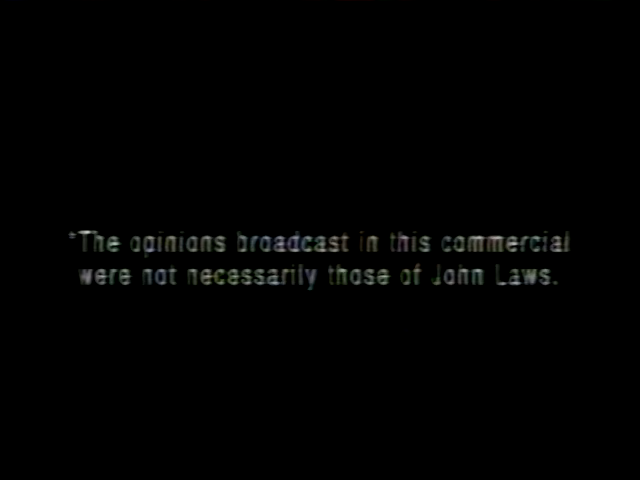 *The opinions broadcast in this commercial
were not necessarily those of John Laws.